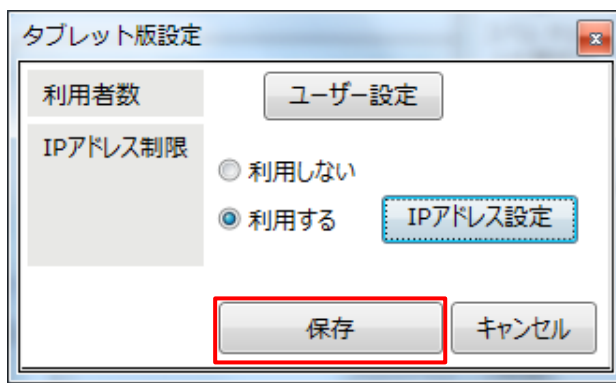 タブレット版設定
利用者数
ユーザー設定
IPアドレス制限
利用しない
利用する
IPアドレス設定
保存
キャンセル